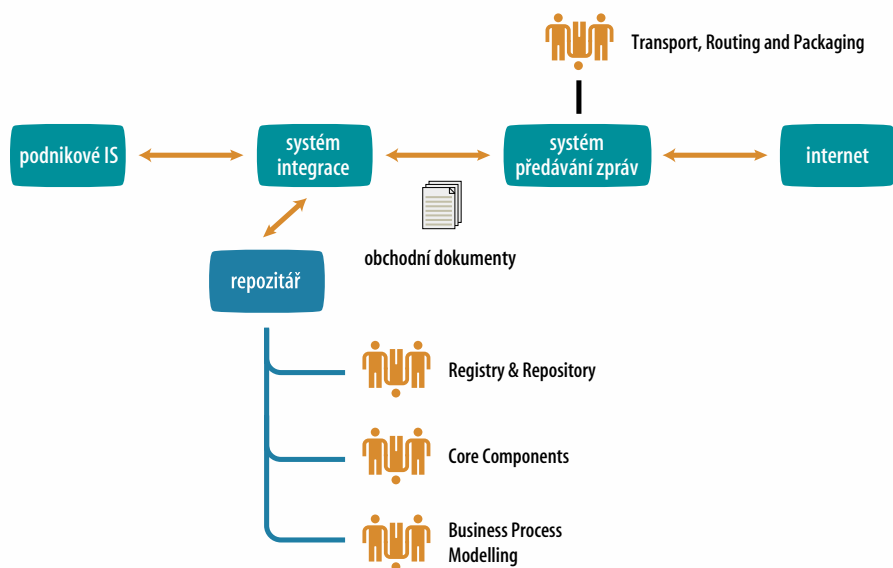 Transport, Routing and Packaging
podnikové IS
systém
integrace
systém
předávání zpráv
internet
obchodní dokumenty
repozitář
Registry & Repository
Core Components
Business Process
Modelling